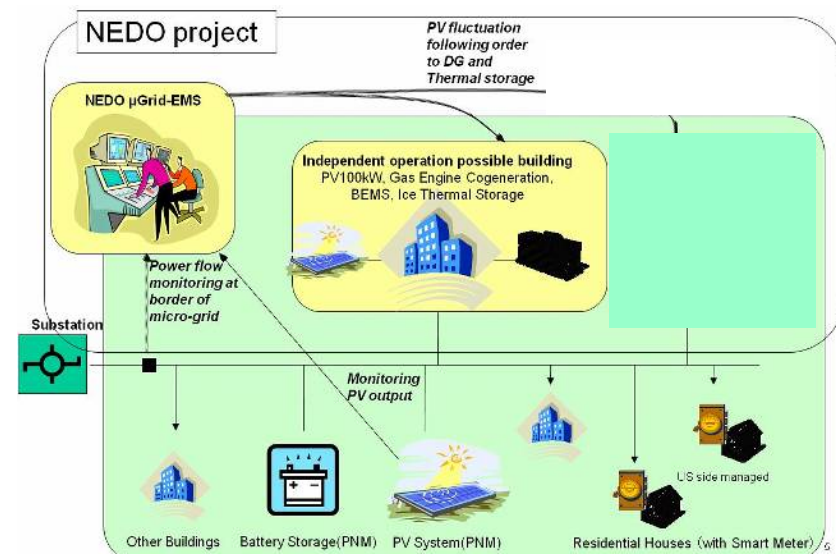 NEDO project
PV fluctuation
following order
to DG and
Thermal storage
NEDO µGrid-EMS
Independent operation possible building
PV100kW, Gas Engine Cogeneration,
BEMS, Ice Thermal Storage
Power flow
monitoring at
border of
micro-grid
Substation
Monitoring
PV output
US side managed
Other Buildings
Battery Storage(PNM)
PV System(PNM)
Residential Houses (with Smart Meter)